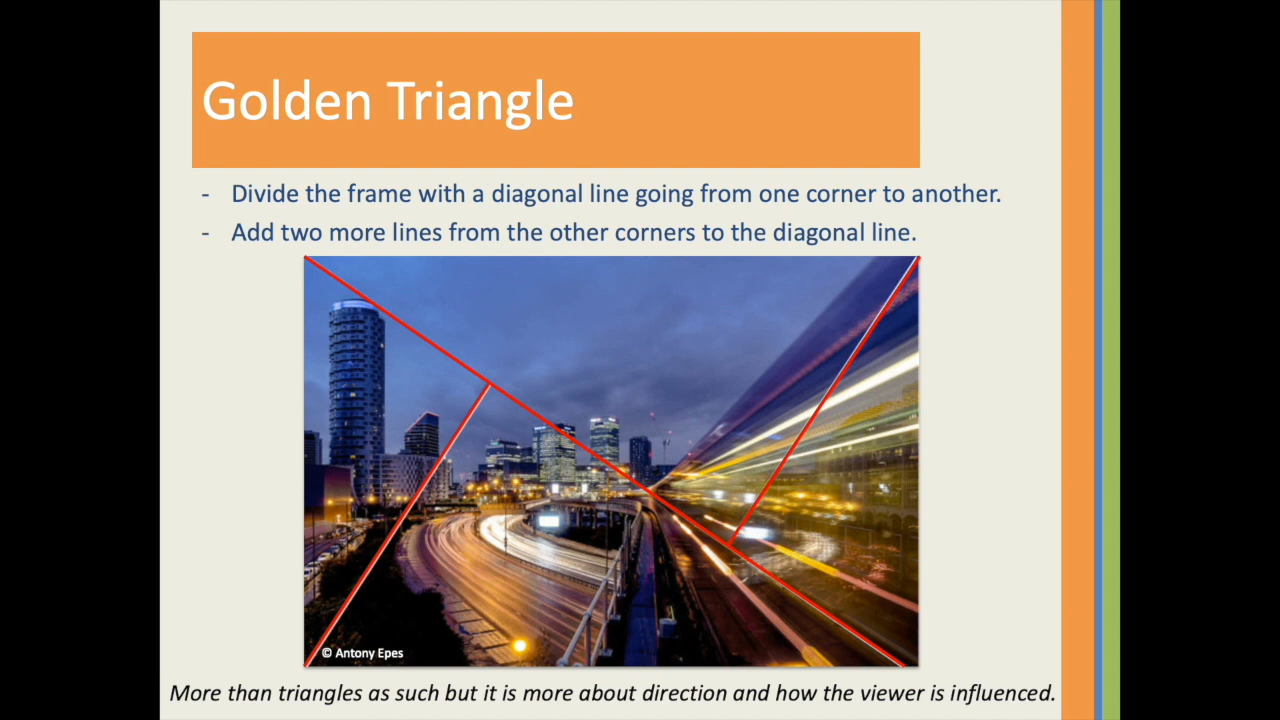 Golden Triangle
- Divide the frame with a diagonal line going from one corner to another.
- Add two more lines from the other corners to the diagonal line.
© Antony Epes
More than triangles as such but it is more about direction and how the viewer is influenced.